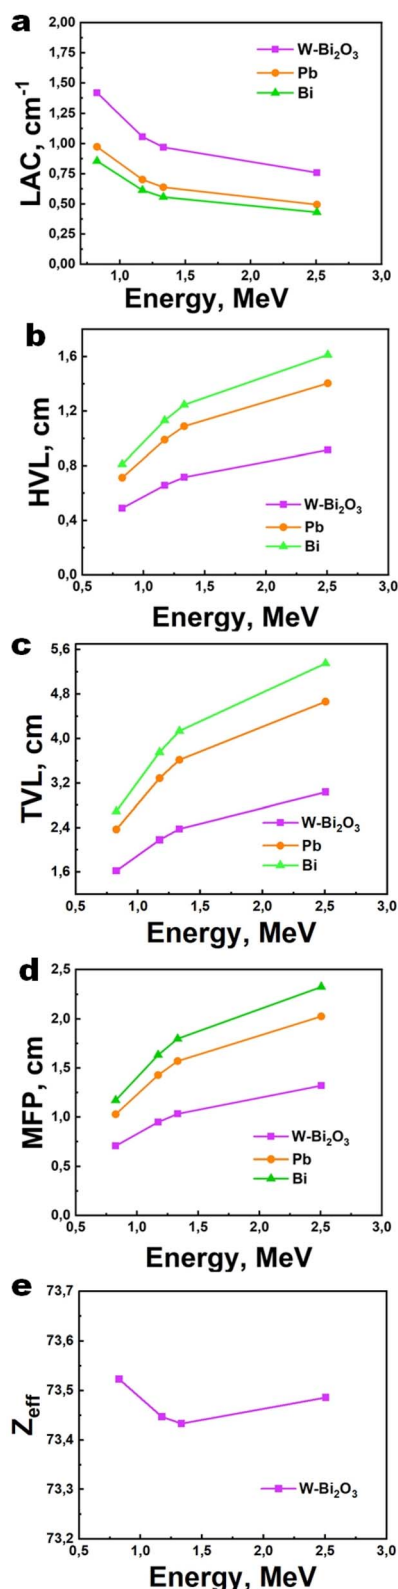 a
2,00
1,75
1,50
1,25
1,00
0,75
0,50
0,25
0,00
LAC, cm⁻¹
W-Bi₂O₃
Pb
Bi
1,0 1,5 2,0 2,5 3,0
Energy, MeV
b
1,6
1,2
0,8
0,4
0,0
HVL, cm
W-Bi₂O₃
Pb
Bi
0,5 1,0 1,5 2,0 2,5 3,0
Energy, MeV
c
5,6
4,8
4,0
3,2
2,4
1,6
TVL, cm
W-Bi₂O₃
Pb
Bi
0,5 1,0 1,5 2,0 2,5 3,0
Energy, MeV
d
2,5
2,0
1,5
1,0
0,5
0,0
MFP, cm
W-Bi₂O₃
Pb
Bi
0,5 1,0 1,5 2,0 2,5 3,0
Energy, MeV
e
73,7
73,6
73,5
73,4
73,3
73,2
Zeff
W-Bi₂O₃
0,5 1,0 1,5 2,0 2,5 3,0
Energy, MeV